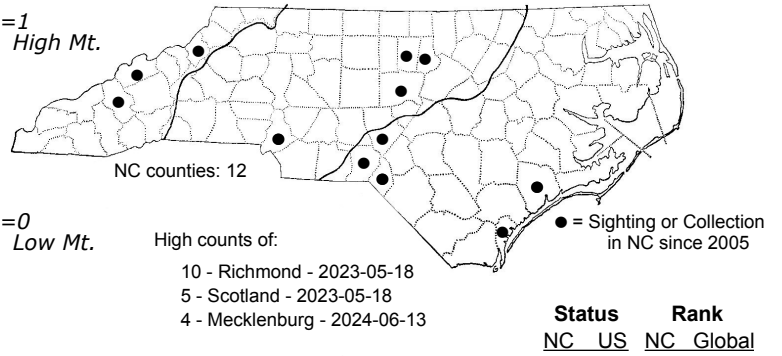 =1
High Mt.
NC counties: 12
=0
Low Mt.
High counts of:
10 - Richmond - 2023-05-18
5 - Scotland - 2023-05-18
4 - Mecklenburg - 2024-06-13
● = Sighting or Collection
in NC since 2005
Status Rank
NC US NC Global